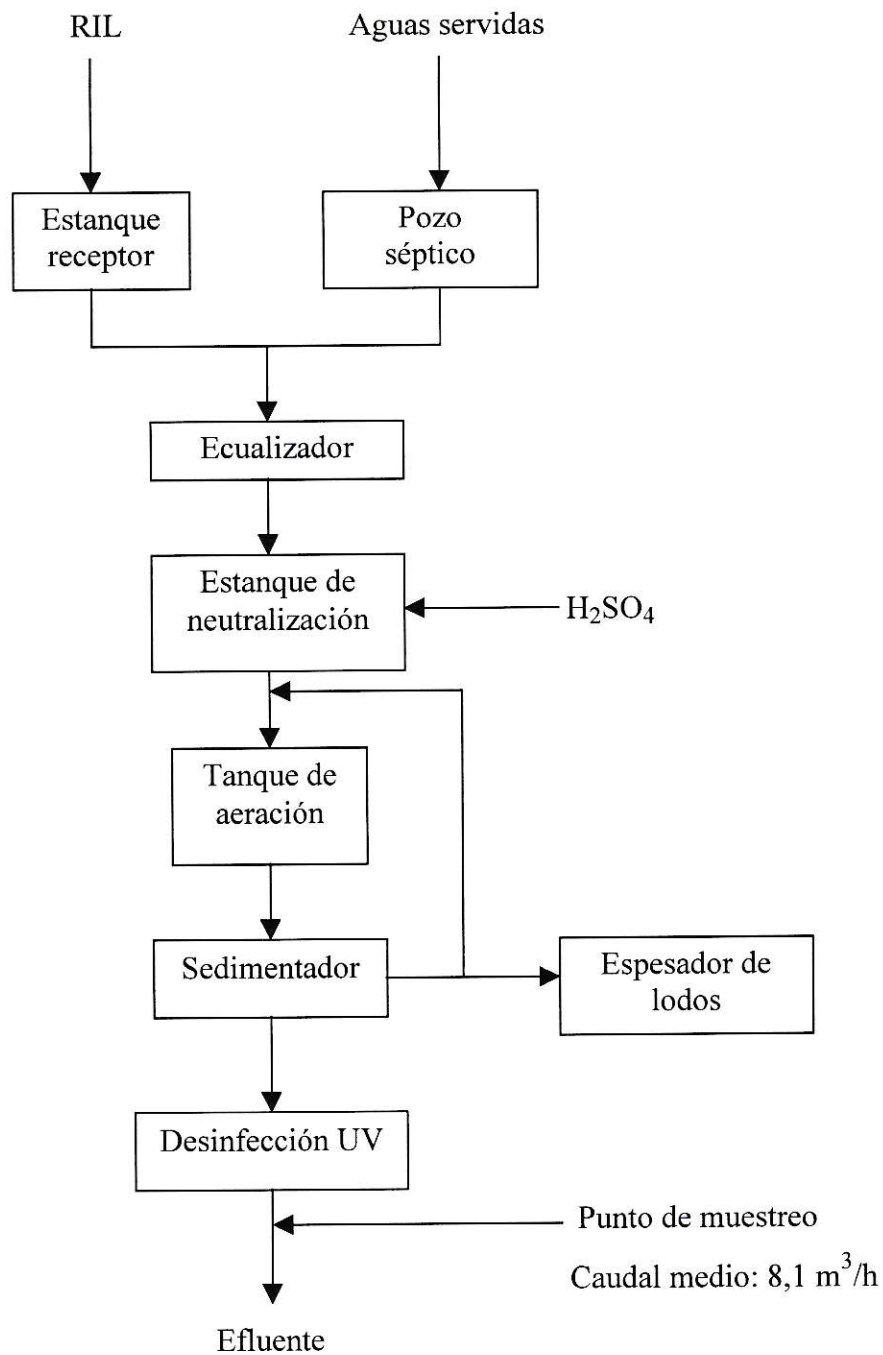 RIL
Aguas servidas
Estanque
receptor
Pozo
séptico
Ecualizador
Estanque de
neutralización
H₂SO₄
Tanque de
aeración
Sedimentador
Espesador de
lodos
Desinfección UV
Punto de muestreo
Caudal medio: 8,1 m³/h
Efluente